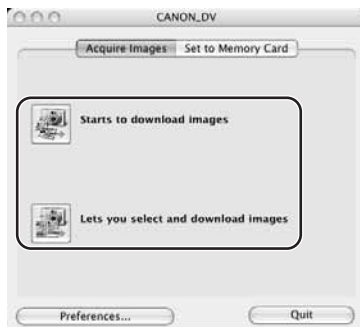 CANON_DV
Acquire Images Set to Memory Card
Starts to download images
Lets you select and download images
Preferences... Quit